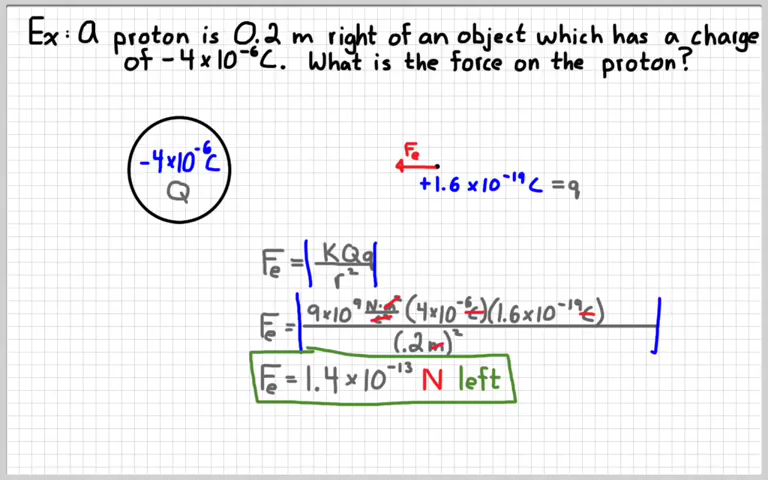 Ex: A proton is 0.2 m right of an object which has a charge
of -4×10⁻⁶C. What is the force on the proton?
Fe
-4×10⁻⁶C
+1.6×10⁻¹⁹C = q
Q
Fe = |KQq/r²|
Fe = |9×10⁹ N·m²/C² (4×10⁻⁶C)(1.6×10⁻¹⁹C)/(.2m)²|
Fe = 1.4×10⁻¹³ N left